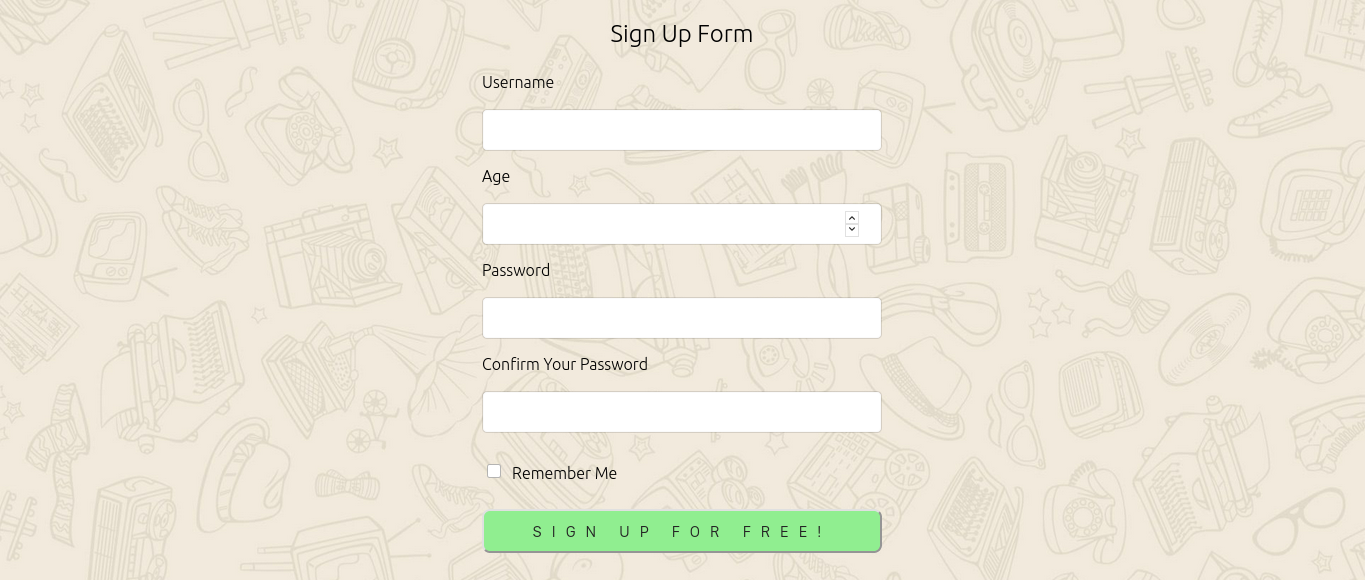 Sign Up Form
Username
Age
Password
Confirm Your Password
Remember Me
SIGN UP FOR FREE!